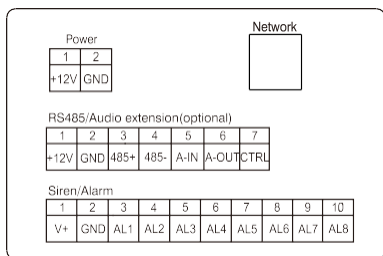 Power
Network
1 2
+12V GND
RS485/Audio extension(optional)
1 2 3 4 5 6 7
+12V GND 485+ 485- A-IN A-OUT CTRL
Siren/Alarm
1 2 3 4 5 6 7 8 9 10
V+ GND AL1 AL2 AL3 AL4 AL5 AL6 AL7 AL8